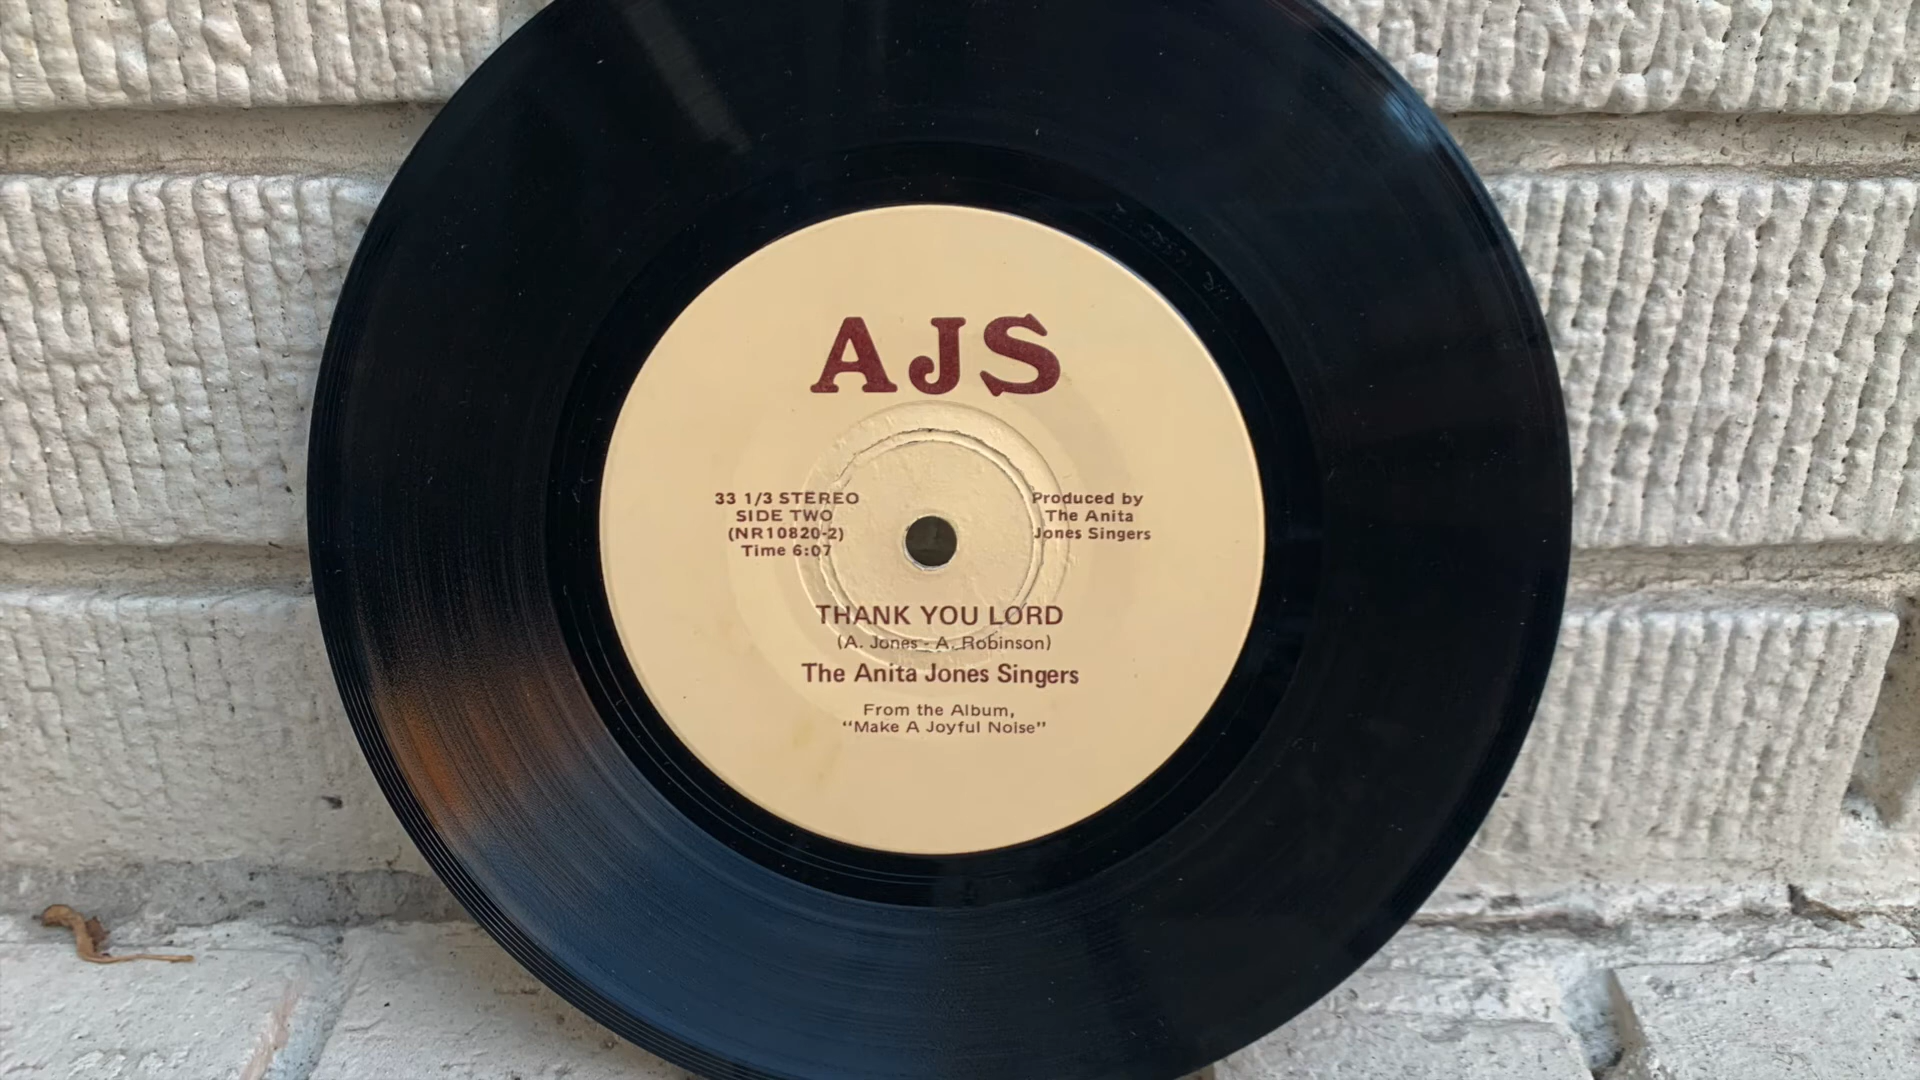 AJS
33 1/3 STEREO
SIDE TWO
(NR10820-2)
Time 6:07
Produced by
The Anita
Jones Singers
THANK YOU LORD
(A. Jones - A. Robinson)
The Anita Jones Singers
From the Album,
"Make A Joyful Noise"